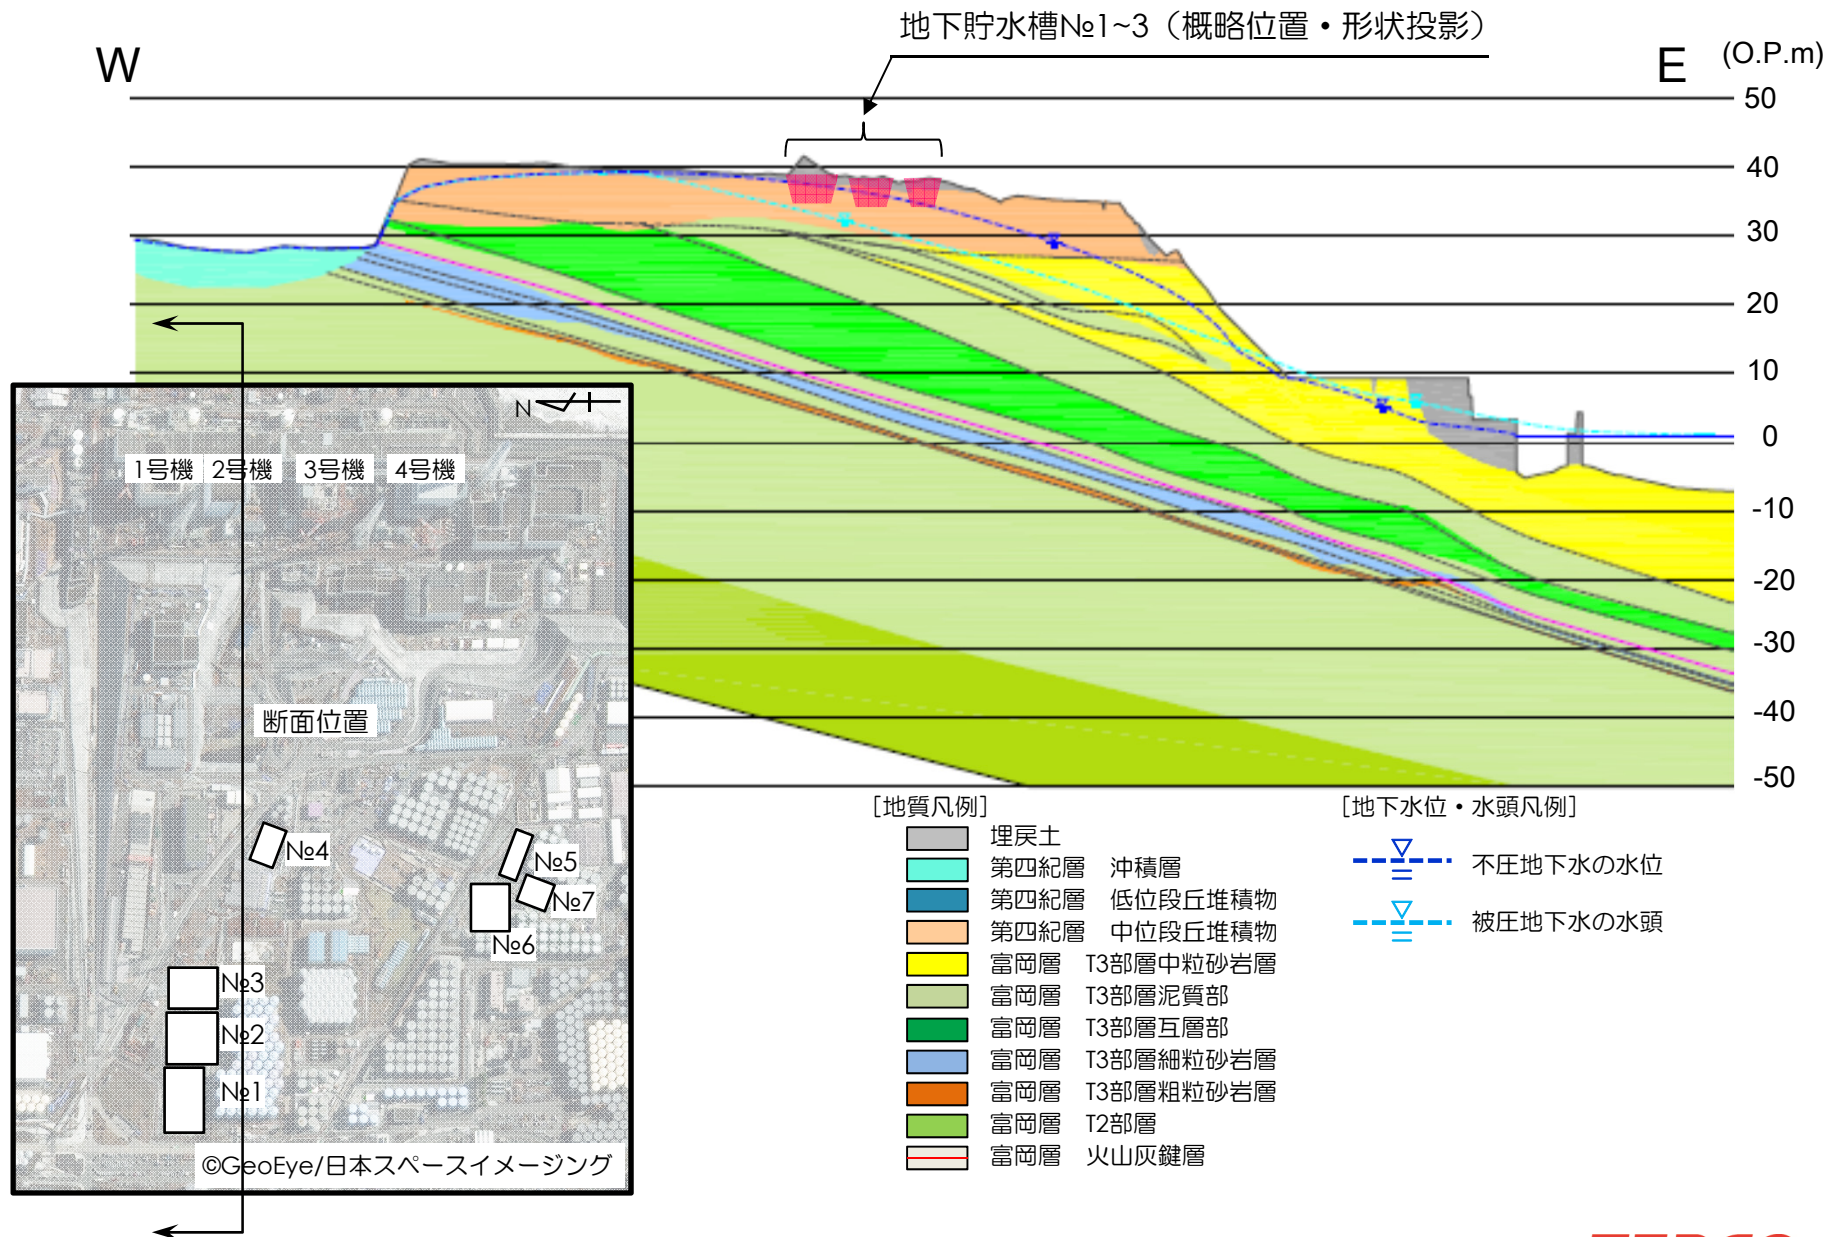 地下貯水槽№1~3（概略位置・形状投影）
W
E
(O.P.m)
50
40
30
20
10
0
-10
-20
-30
-40
-50
N
1号機
2号機
3号機
4号機
断面位置
№4
№5
№7
№6
№3
№2
№1
©GeoEye/日本スペースイメージング
［地質凡例］
埋戻土
第四紀層　沖積層
第四紀層　低位段丘堆積物
第四紀層　中位段丘堆積物
富岡層　T3部層中粒砂岩層
富岡層　T3部層泥質部
富岡層　T3部層互層部
富岡層　T3部層細粒砂岩層
富岡層　T3部層粗粒砂岩層
富岡層　T2部層
富岡層　火山灰鍵層
［地下水位・水頭凡例］
不圧地下水の水位
被圧地下水の水頭